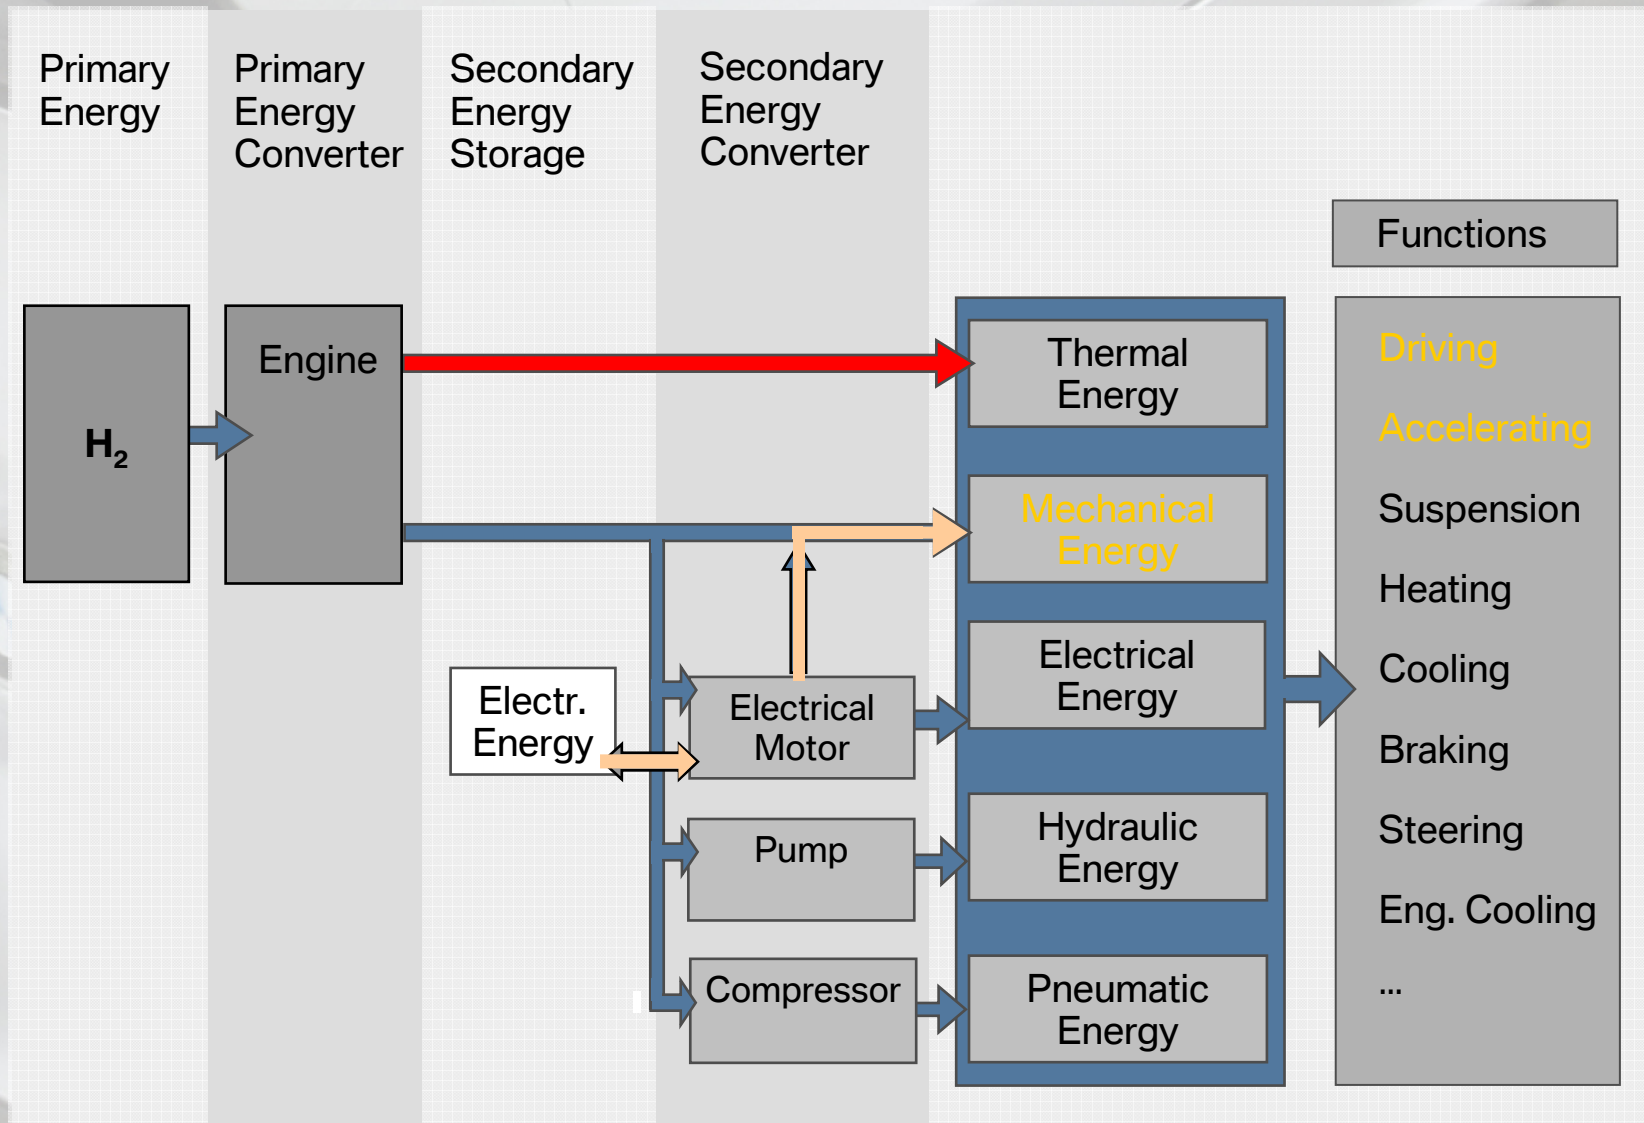 Primary
Energy
Primary
Energy
Converter
Secondary
Energy
Storage
Secondary
Energy
Converter
Functions
H₂
Engine
Thermal
Energy
Mechanical
Energy
Electr.
Energy
Electrical
Motor
Electrical
Energy
Pump
Hydraulic
Energy
Compressor
Pneumatic
Energy
Driving
Accelerating
Suspension
Heating
Cooling
Braking
Steering
Eng. Cooling
...